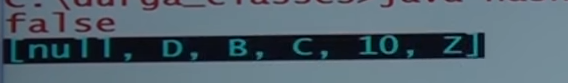 false
[null, D, B, C, 10, Z]